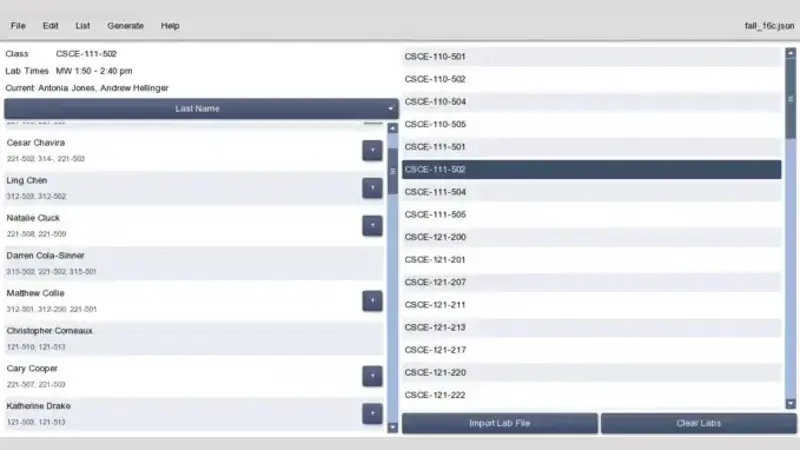 File Edit List Generate Help fall_16c.json
Class CSCE-111-502
Lab Times MW 1:50 - 2:40 pm
Current: Antonia Jones, Andrew Hellinger
Last Name
Cesar Chavira
221-502, 314-, 221-503
Ling Chen
312-503, 312-502
Natalie Cluck
221-508, 221-509
Darren Cola-Sinner
313-502, 221-502, 315-501
Matthew Collie
312-501, 312-200, 221-501
Christopher Comeaux
121-510, 121-513
Cary Cooper
221-507, 221-503
Katherine Drake
121-503, 121-513
CSCE-110-501
CSCE-110-502
CSCE-110-504
CSCE-110-505
CSCE-111-501
CSCE-111-502
CSCE-111-504
CSCE-111-505
CSCE-121-200
CSCE-121-201
CSCE-121-207
CSCE-121-211
CSCE-121-213
CSCE-121-217
CSCE-121-220
CSCE-121-222
Import Lab File Clear Labs